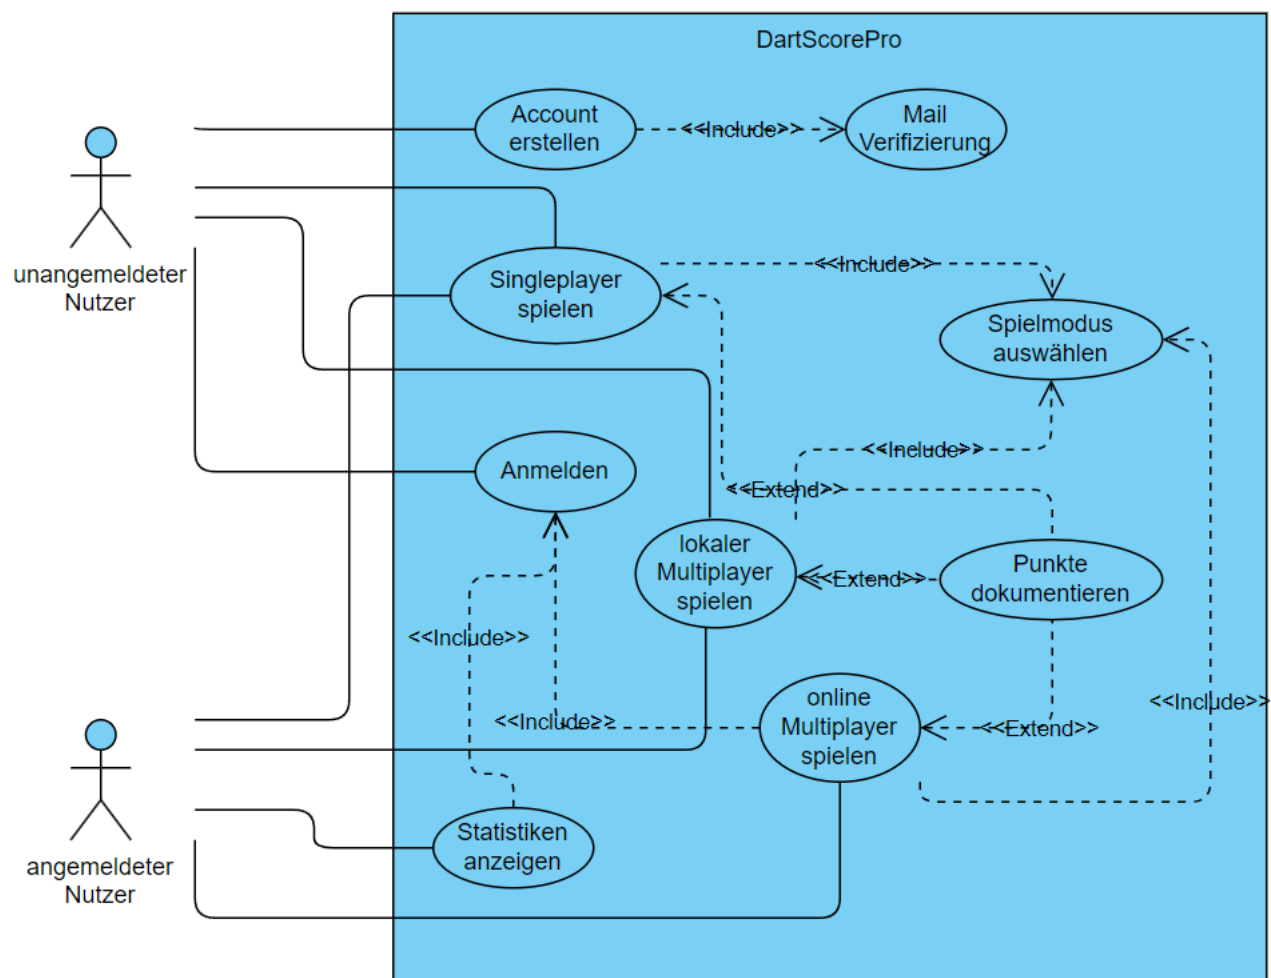 DartScorePro
Account
erstellen
<<Include>>
Mail
Verifizierung
unangemeldeter
Nutzer
Singleplayer
spielen
<<Include>>
Spielmodus
auswählen
<<Include>>
Anmelden
<<Extend>>
lokaler
Multiplayer
spielen
<<Extend>>
Punkte
dokumentieren
<<Include>>
online
Multiplayer
spielen
<<Include>>
<<Extend>>
<<Include>>
Statistiken
anzeigen
angemeldeter
Nutzer